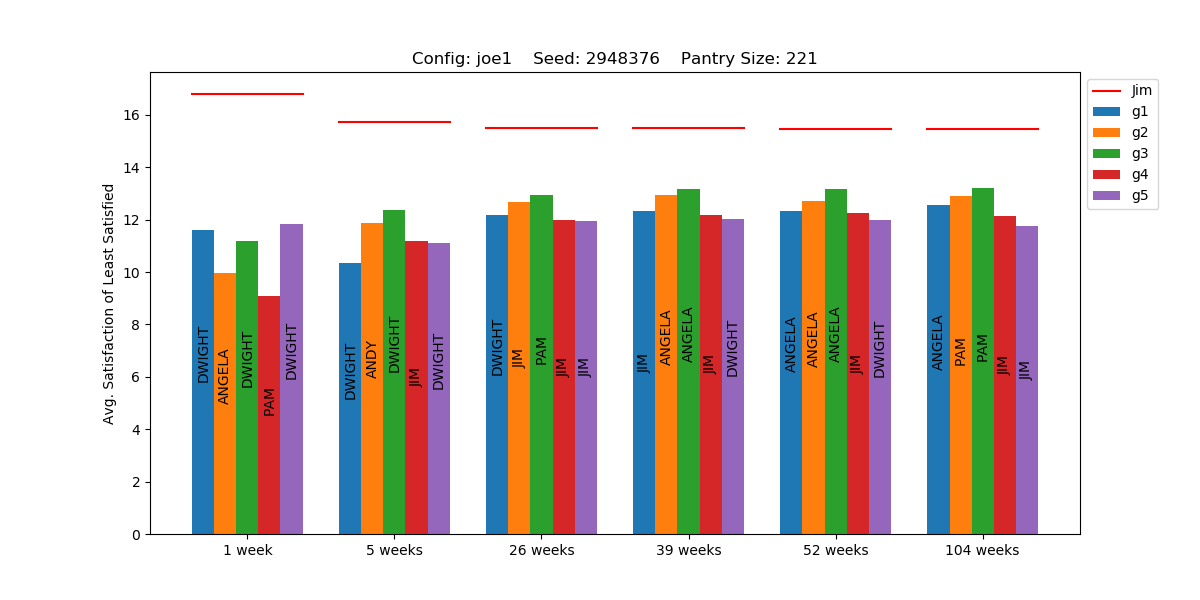 Config: joe1    Seed: 2948376    Pantry Size: 221
Avg. Satisfaction of Least Satisfied
16
14
12
10
8
6
4
2
0
DWIGHT ANGELA DWIGHT PAM DWIGHT
DWIGHT ANDY DWIGHT JIM DWIGHT
DWIGHT JIM PAM JIM JIM
JIM ANGELA ANGELA JIM DWIGHT
ANGELA ANGELA ANGELA JIM DWIGHT
ANGELA PAM PAM JIM JIM
1 week 5 weeks 26 weeks 39 weeks 52 weeks 104 weeks
Jim
g1
g2
g3
g4
g5